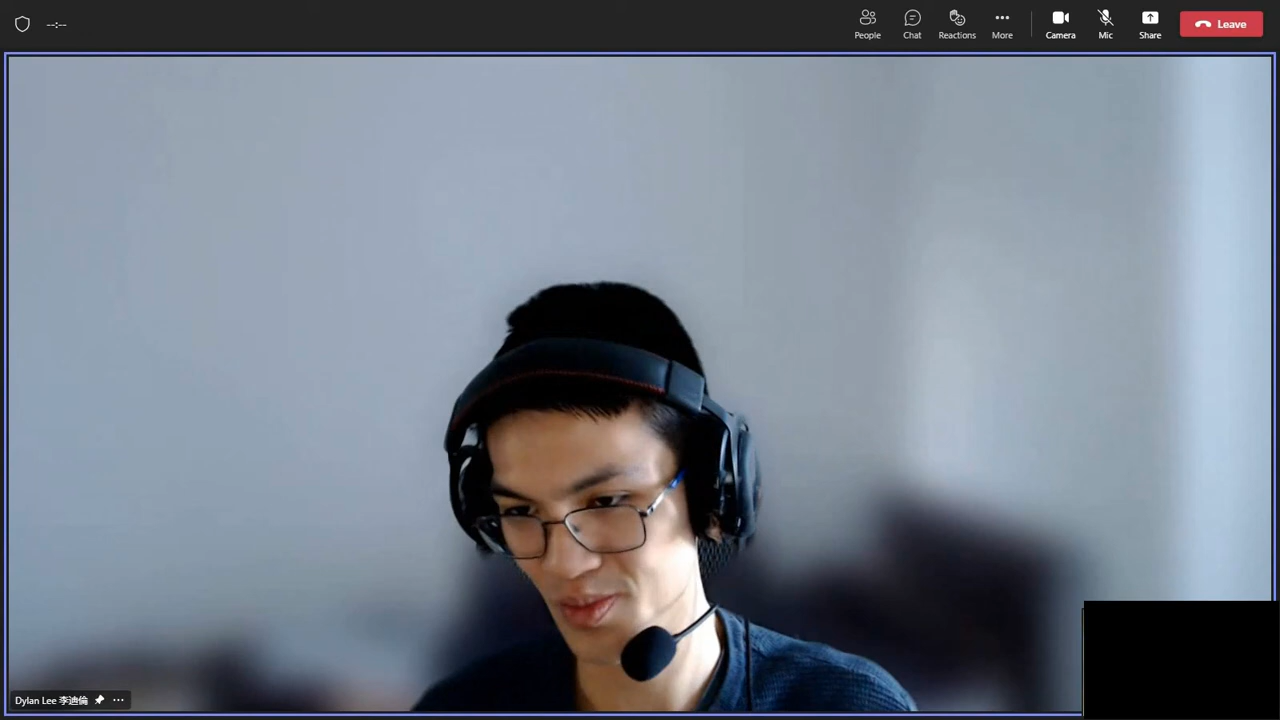 --:--
People
Chat
Reactions
More
Camera
Mic
Share
Leave
Dylan Lee 李迪倫